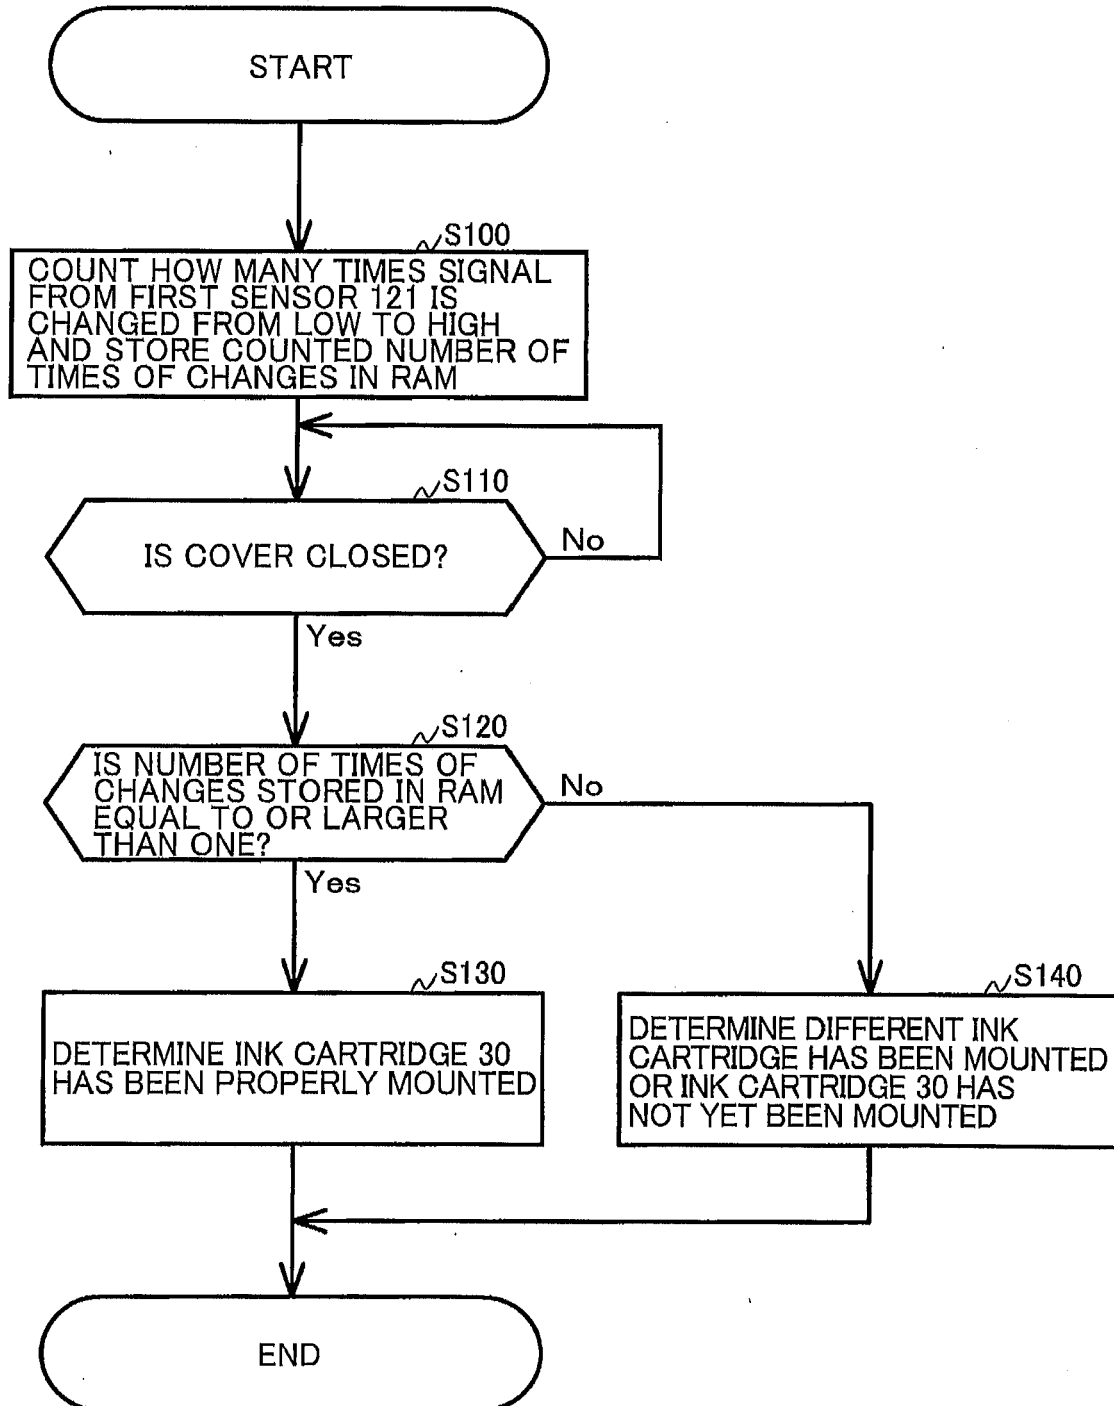 START
S100
COUNT HOW MANY TIMES SIGNAL
FROM FIRST SENSOR 121 IS
CHANGED FROM LOW TO HIGH
AND STORE COUNTED NUMBER OF
TIMES OF CHANGES IN RAM
S110
IS COVER CLOSED?
No
Yes
S120
IS NUMBER OF TIMES OF
CHANGES STORED IN RAM
EQUAL TO OR LARGER
THAN ONE?
No
Yes
S130
DETERMINE INK CARTRIDGE 30
HAS BEEN PROPERLY MOUNTED
S140
DETERMINE DIFFERENT INK
CARTRIDGE HAS BEEN MOUNTED
OR INK CARTRIDGE 30 HAS
NOT YET BEEN MOUNTED
END